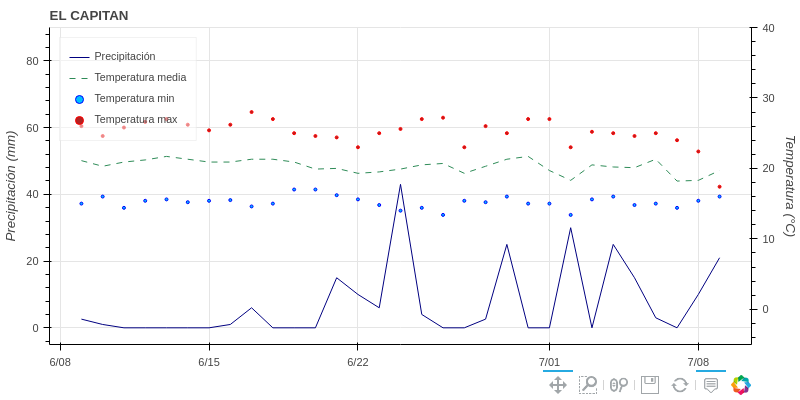 EL CAPITAN
Precipitación
Temperatura media
Temperatura min
Temperatura max
Precipitación (mm)
80
60
40
20
0
Temperatura (°C)
40
30
20
10
0
6/08
6/15
6/22
7/01
7/08